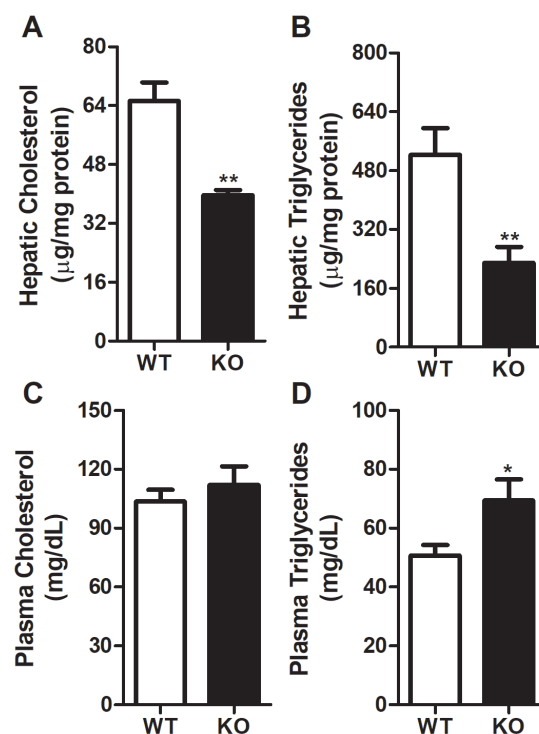 A
Hepatic Cholesterol
(μg/mg protein)
80
64
48
32
16
0
**
WT KO
B
Hepatic Triglycerides
(μg/mg protein)
800
640
480
320
160
0
**
WT KO
C
Plasma Cholesterol
(mg/dL)
150
120
90
60
30
0
WT KO
D
Plasma Triglycerides
(mg/dL)
100
80
60
40
20
0
*
WT KO